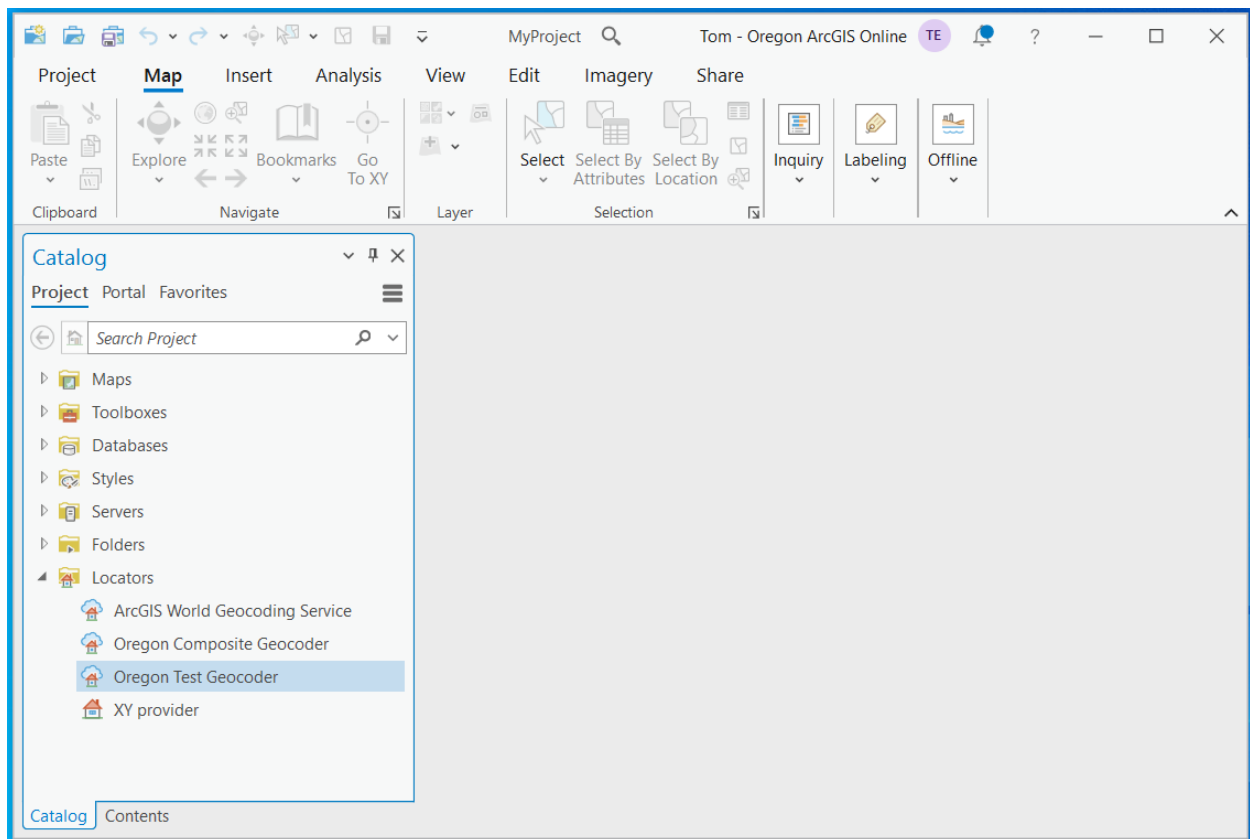 MyProject
Tom - Oregon ArcGIS Online
TE
?
Project Map Insert Analysis View Edit Imagery Share
Paste
Explore
Bookmarks
Go
To XY
Select
Select By
Attributes
Select By
Location
Inquiry
Labeling
Offline
Clipboard
Navigate
Layer
Selection
Catalog
Project Portal Favorites
Search Project
Maps
Toolboxes
Databases
Styles
Servers
Folders
Locators
ArcGIS World Geocoding Service
Oregon Composite Geocoder
Oregon Test Geocoder
XY provider
Catalog Contents